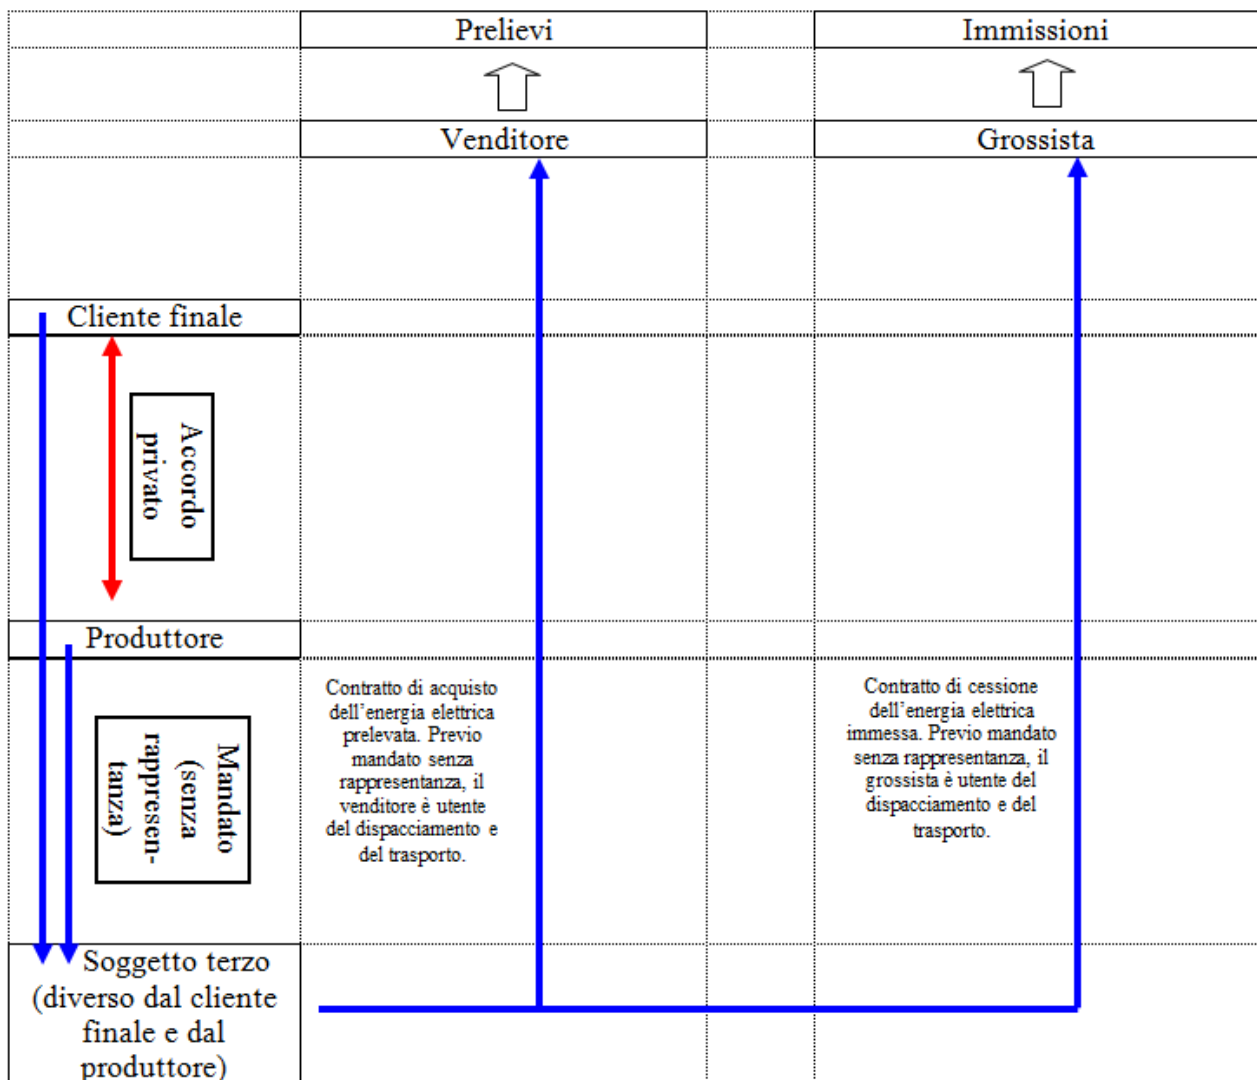 Prelievi
Immissioni
Venditore
Grossista
Cliente finale
Accordo
privato
Produttore
Mandato
(senza
rappresen-
tanza)
Contratto di acquisto
dell’energia elettrica
prelevata. Previo
mandato senza
rappresentanza, il
venditore è utente
del dispacciamento e
del trasporto.
Contratto di cessione
dell’energia elettrica
immessa. Previo mandato
senza rappresentanza, il
grossista è utente del
dispacciamento e del
trasporto.
Soggetto terzo
(diverso dal cliente
finale e dal
produttore)